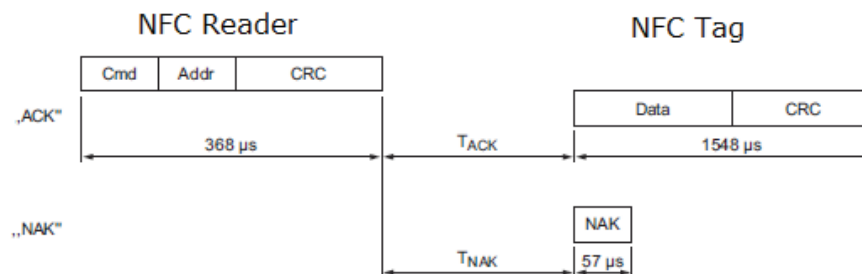 NFC Reader
NFC Tag
Cmd Addr CRC
„ACK”
Data CRC
368 µs
TACK
1548 µs
„NAK”
NAK
TNAK
57 µs